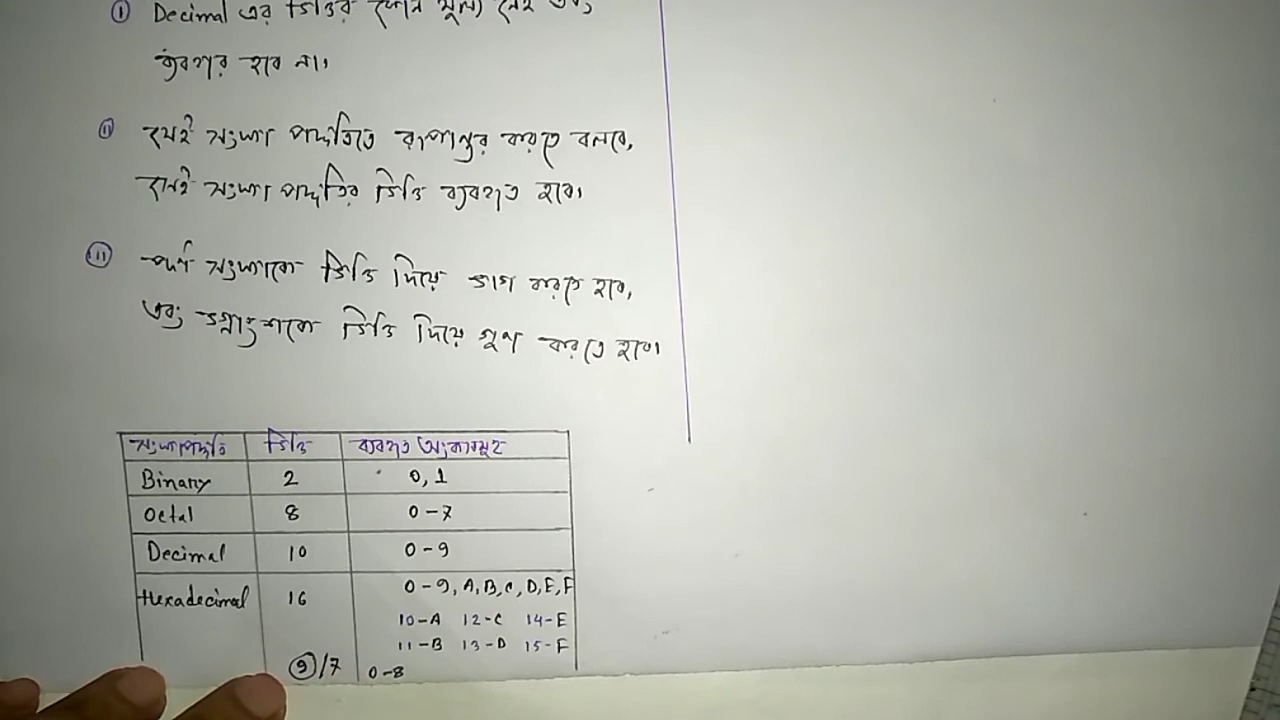 ① Decimal এর ভিত্তির কোন মূল্য নেই এবং
ব্যবহার হবে না।
② যেই সংখ্যা পদ্ধতিতে রূপান্তর করতে বলবে,
সেই সংখ্যা পদ্ধতির ভিত্তি ব্যবহৃত হবে।
③ পূর্ণ সংখ্যাকে ভিত্তি দিয়ে ভাগ করতে হবে,
এবং ভগ্নাংশকে ভিত্তি দিয়ে গুণ করতে হবে।
সংখ্যাপদ্ধতি ভিত্তি ব্যবহৃত অংকসমূহ
Binary 2 0, 1
Octal 8 0 - 7
Decimal 10 0 - 9
Hexadecimal 16 0 - 9, A, B, C, D, E, F
10-A 12-C 14-E
11-B 13-D 15-F
⑨/7 0-8